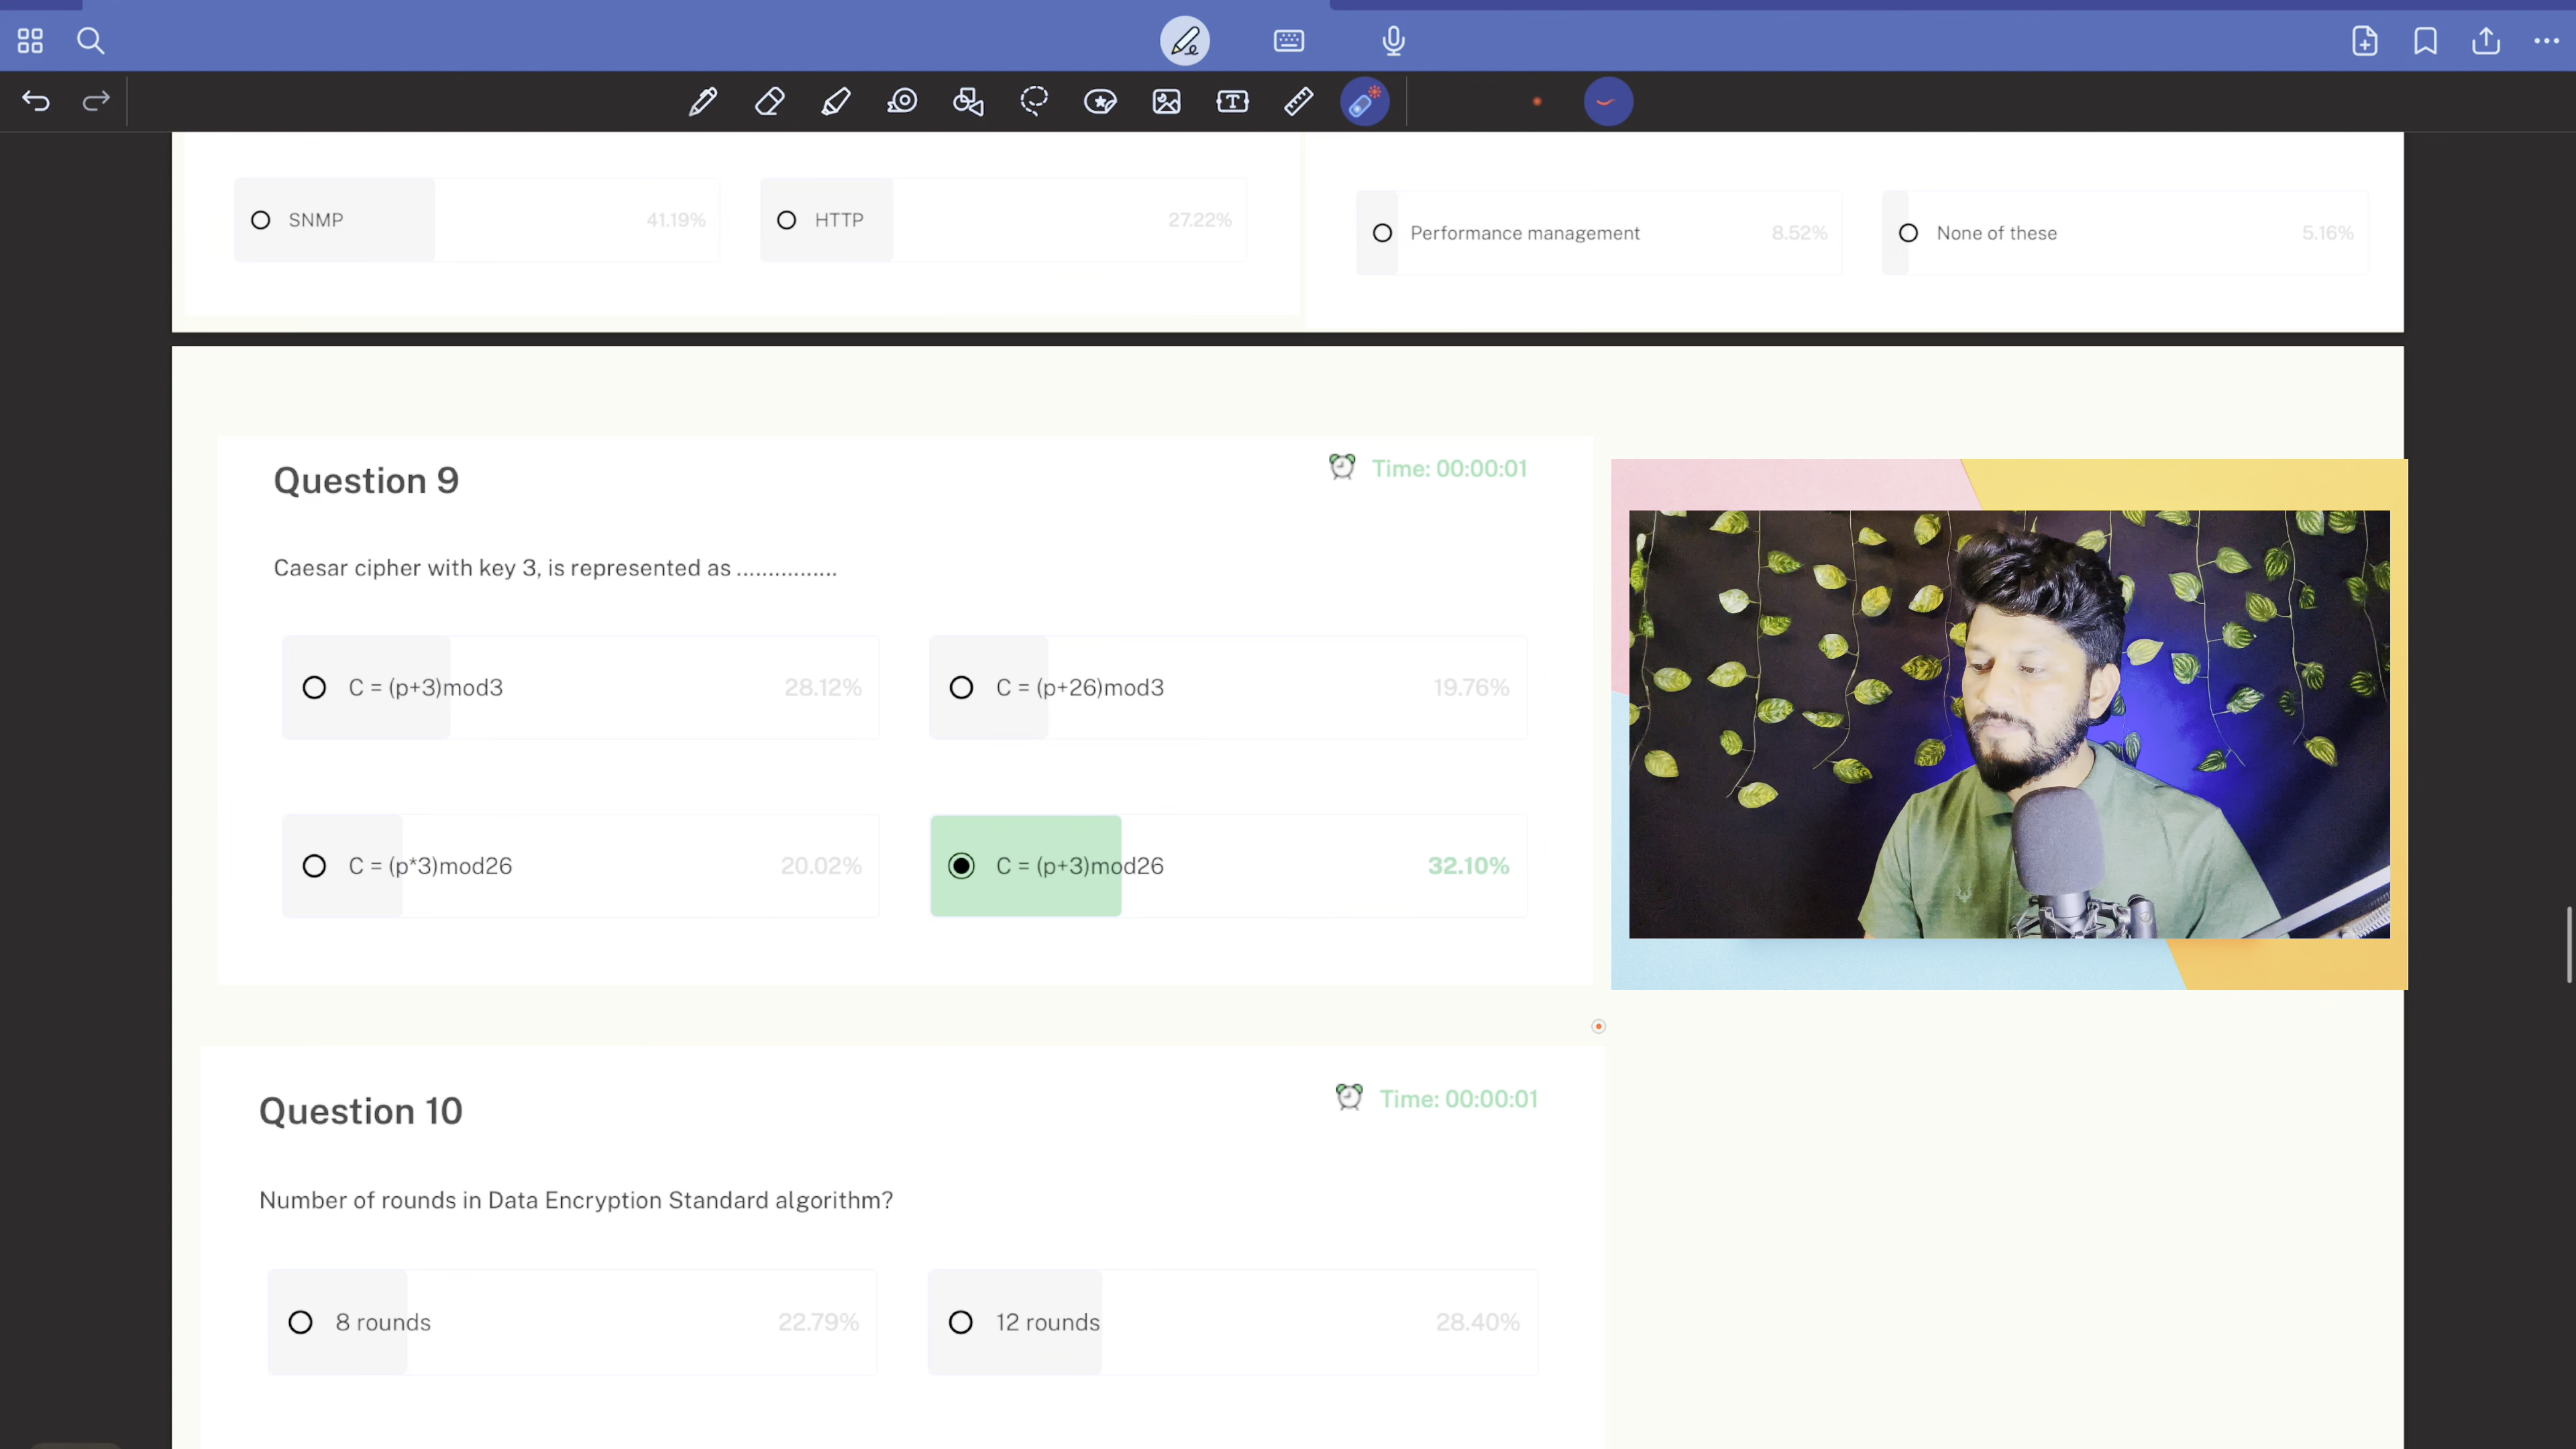 SNMP 41.19% HTTP 27.22%
Performance management 8.52% None of these 5.16%
Question 9
Time: 00:00:01
Caesar cipher with key 3, is represented as ................
C = (p+3)mod3 28.12% C = (p+26)mod3 19.76%
C = (p*3)mod26 20.02% C = (p+3)mod26 32.10%
Question 10
Time: 00:00:01
Number of rounds in Data Encryption Standard algorithm?
8 rounds 22.79% 12 rounds 28.40%